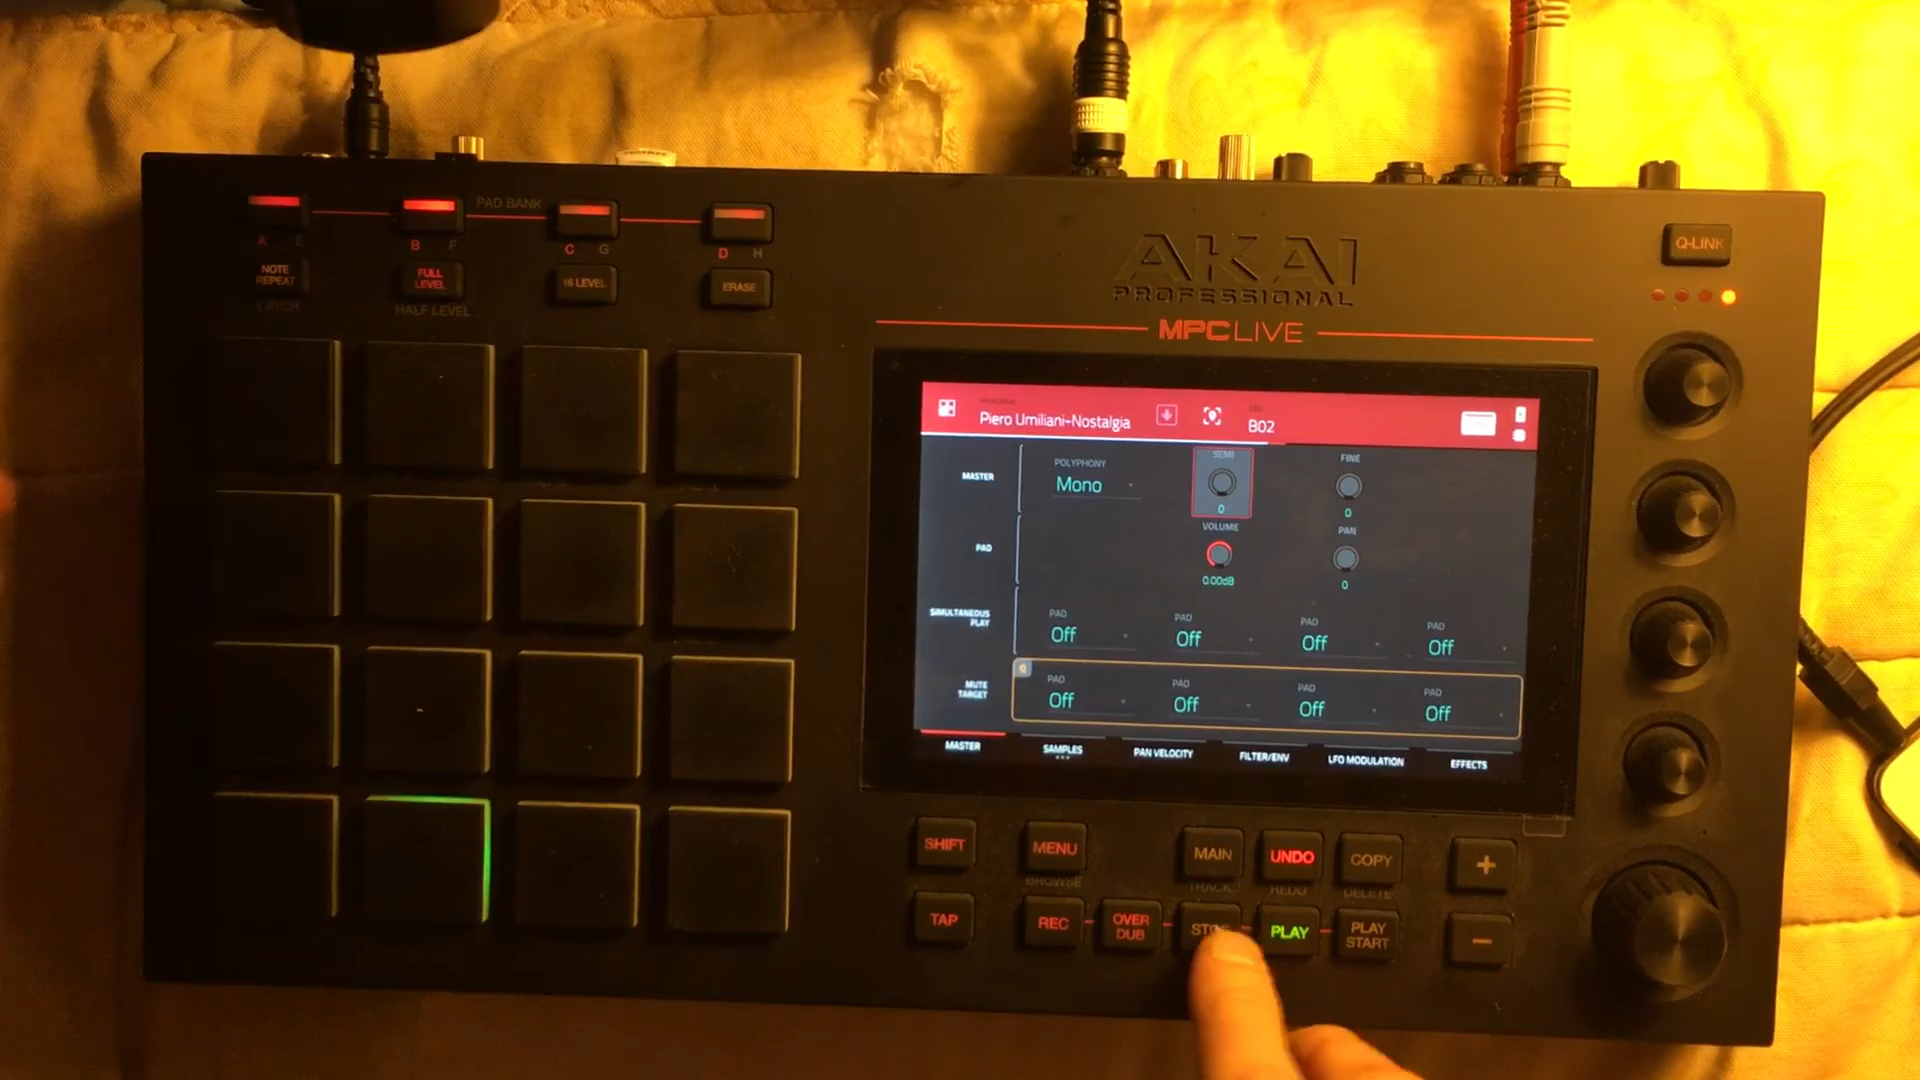 PAD BANK
A E B F C G D H
NOTE REPEAT
FULL LEVEL
16 LEVEL
ERASE
LATCH
HALF LEVEL
AKAI
PROFESSIONAL
MPC LIVE
Q-LINK
PROGRAM
Piero Umiliani-Nostalgia
PAD
B02
MASTER
POLYPHONY
Mono
SEMI
0
FINE
0
PAD
VOLUME
0.00dB
PAN
0
SIMULTANEOUS PLAY
PAD PAD PAD PAD
Off Off Off Off
Q
MUTE TARGET
PAD PAD PAD PAD
Off Off Off Off
MASTER SAMPLES PAN VELOCITY FILTER/ENV LFO MODULATION EFFECTS
SHIFT MENU MAIN UNDO COPY +
BROWSE TRACK REDO DELETE
TAP REC OVER DUB STOP PLAY PLAY START −